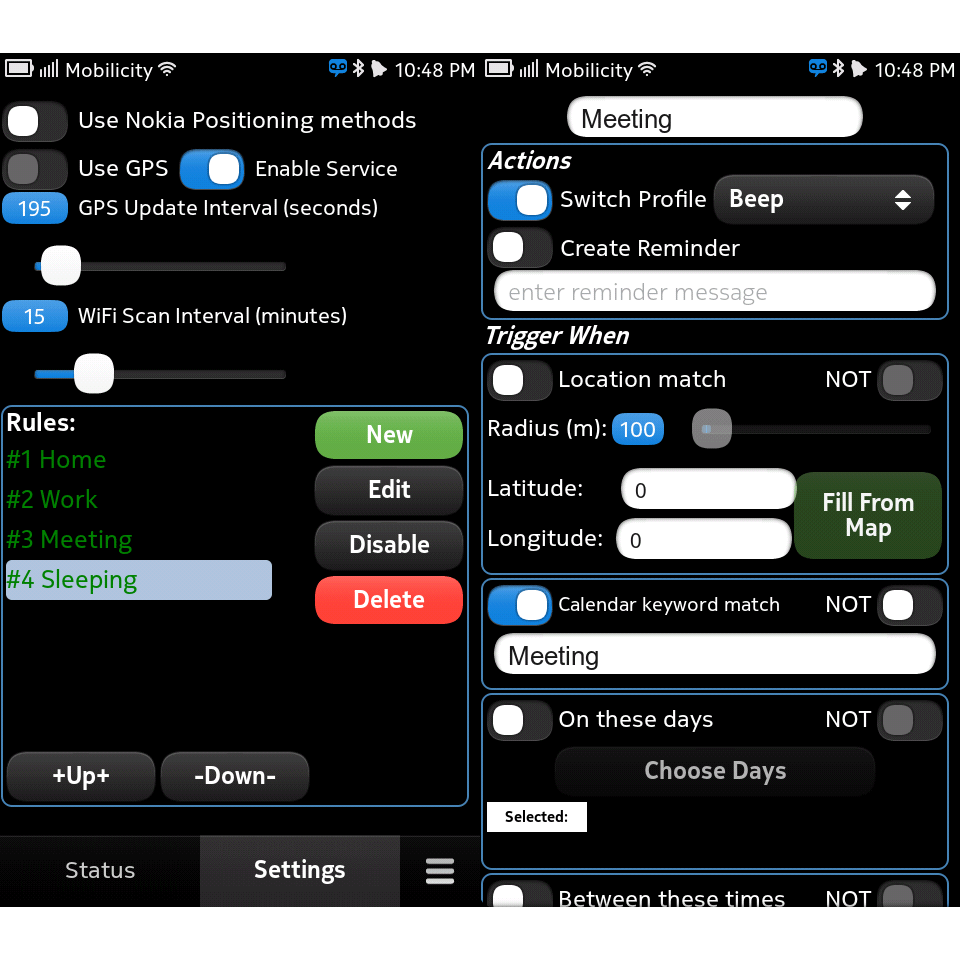 Mobilicity 10:48 PM
Use Nokia Positioning methods
Use GPS Enable Service
195 GPS Update Interval (seconds)
15 WiFi Scan Interval (minutes)
Rules:
#1 Home
#2 Work
#3 Meeting
#4 Sleeping
New
Edit
Disable
Delete
+Up+ -Down-
Status Settings
Mobilicity 10:48 PM
Meeting
Actions
Switch Profile Beep
Create Reminder
enter reminder message
Trigger When
Location match NOT
Radius (m): 100
Latitude: 0
Longitude: 0
Fill From
Map
Calendar keyword match NOT
Meeting
On these days NOT
Choose Days
Selected:
Between these times NOT